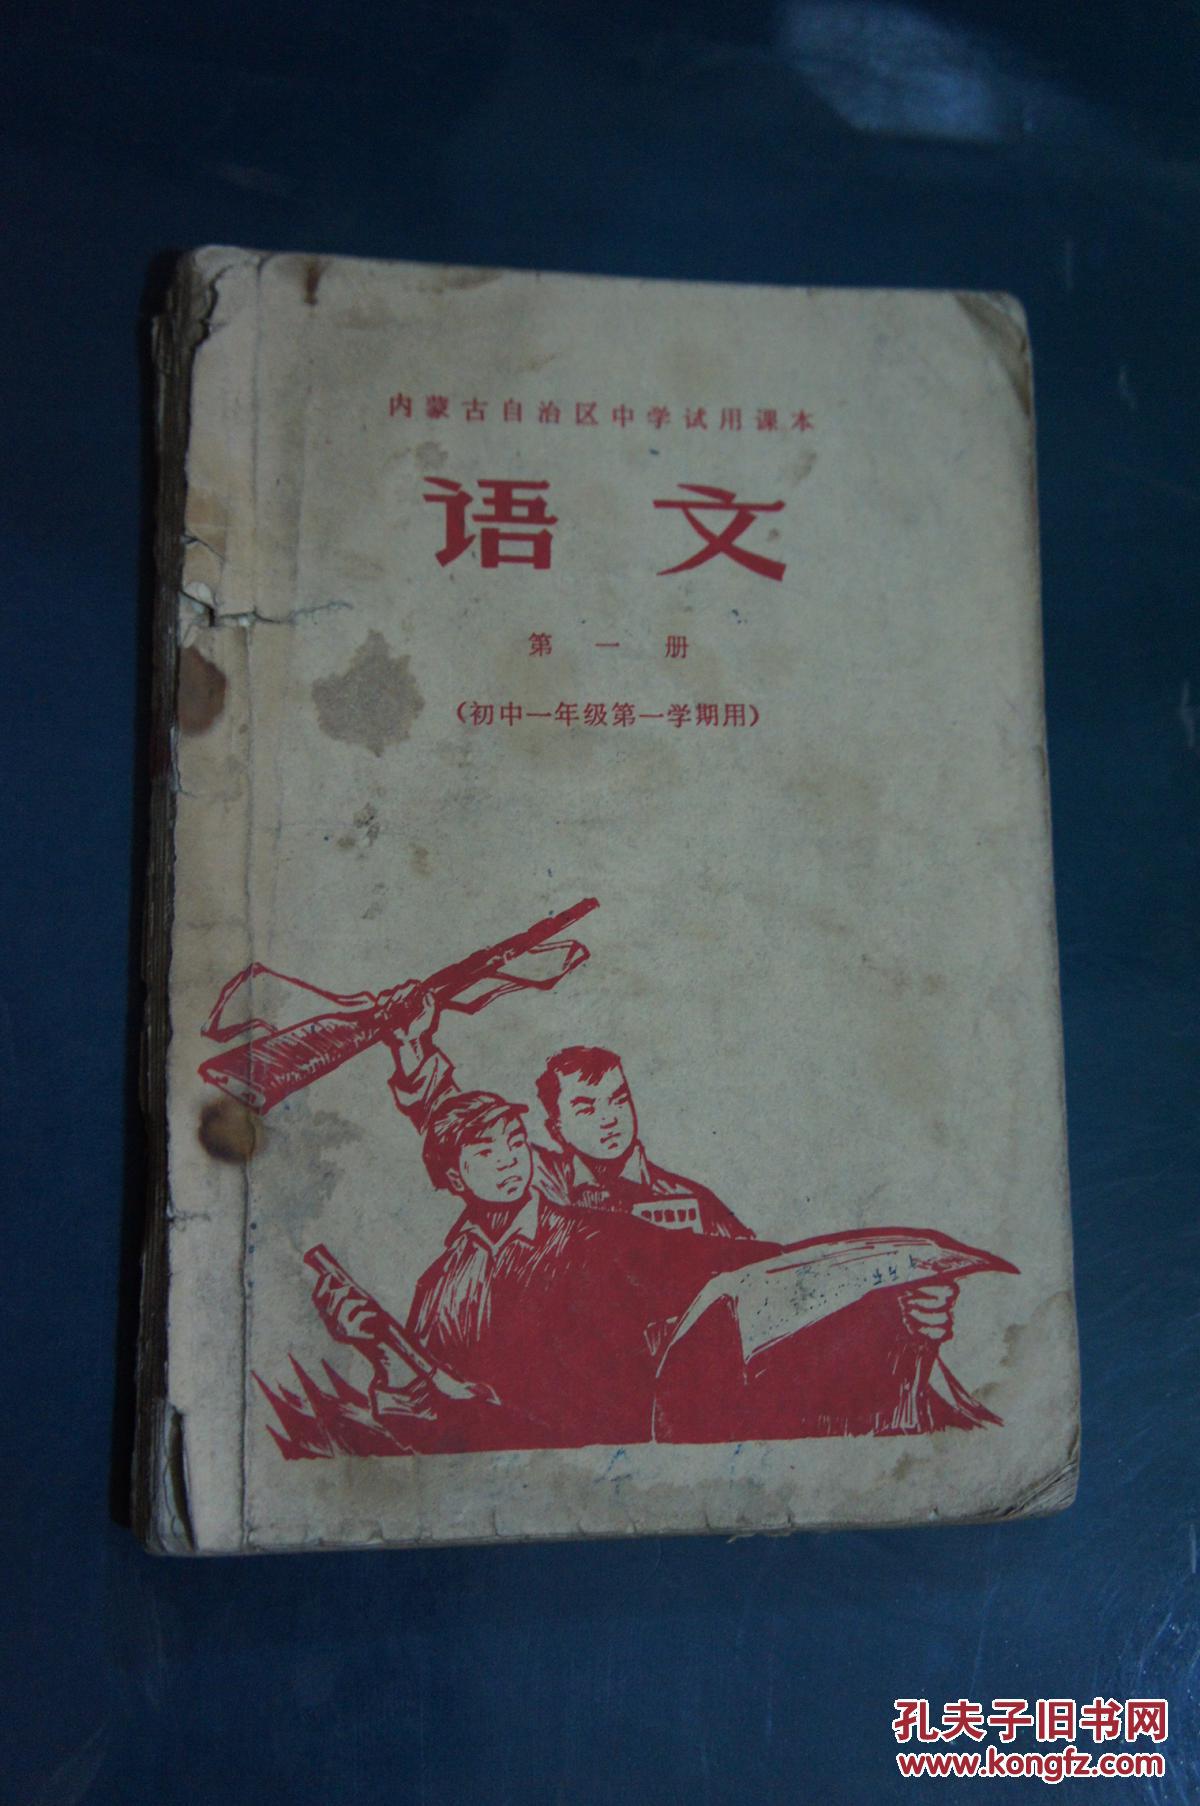 内蒙古自治区中学试用课本
语文
第一册
（初中一年级第一学期用）
孔夫子旧书网
www.kongfz.com